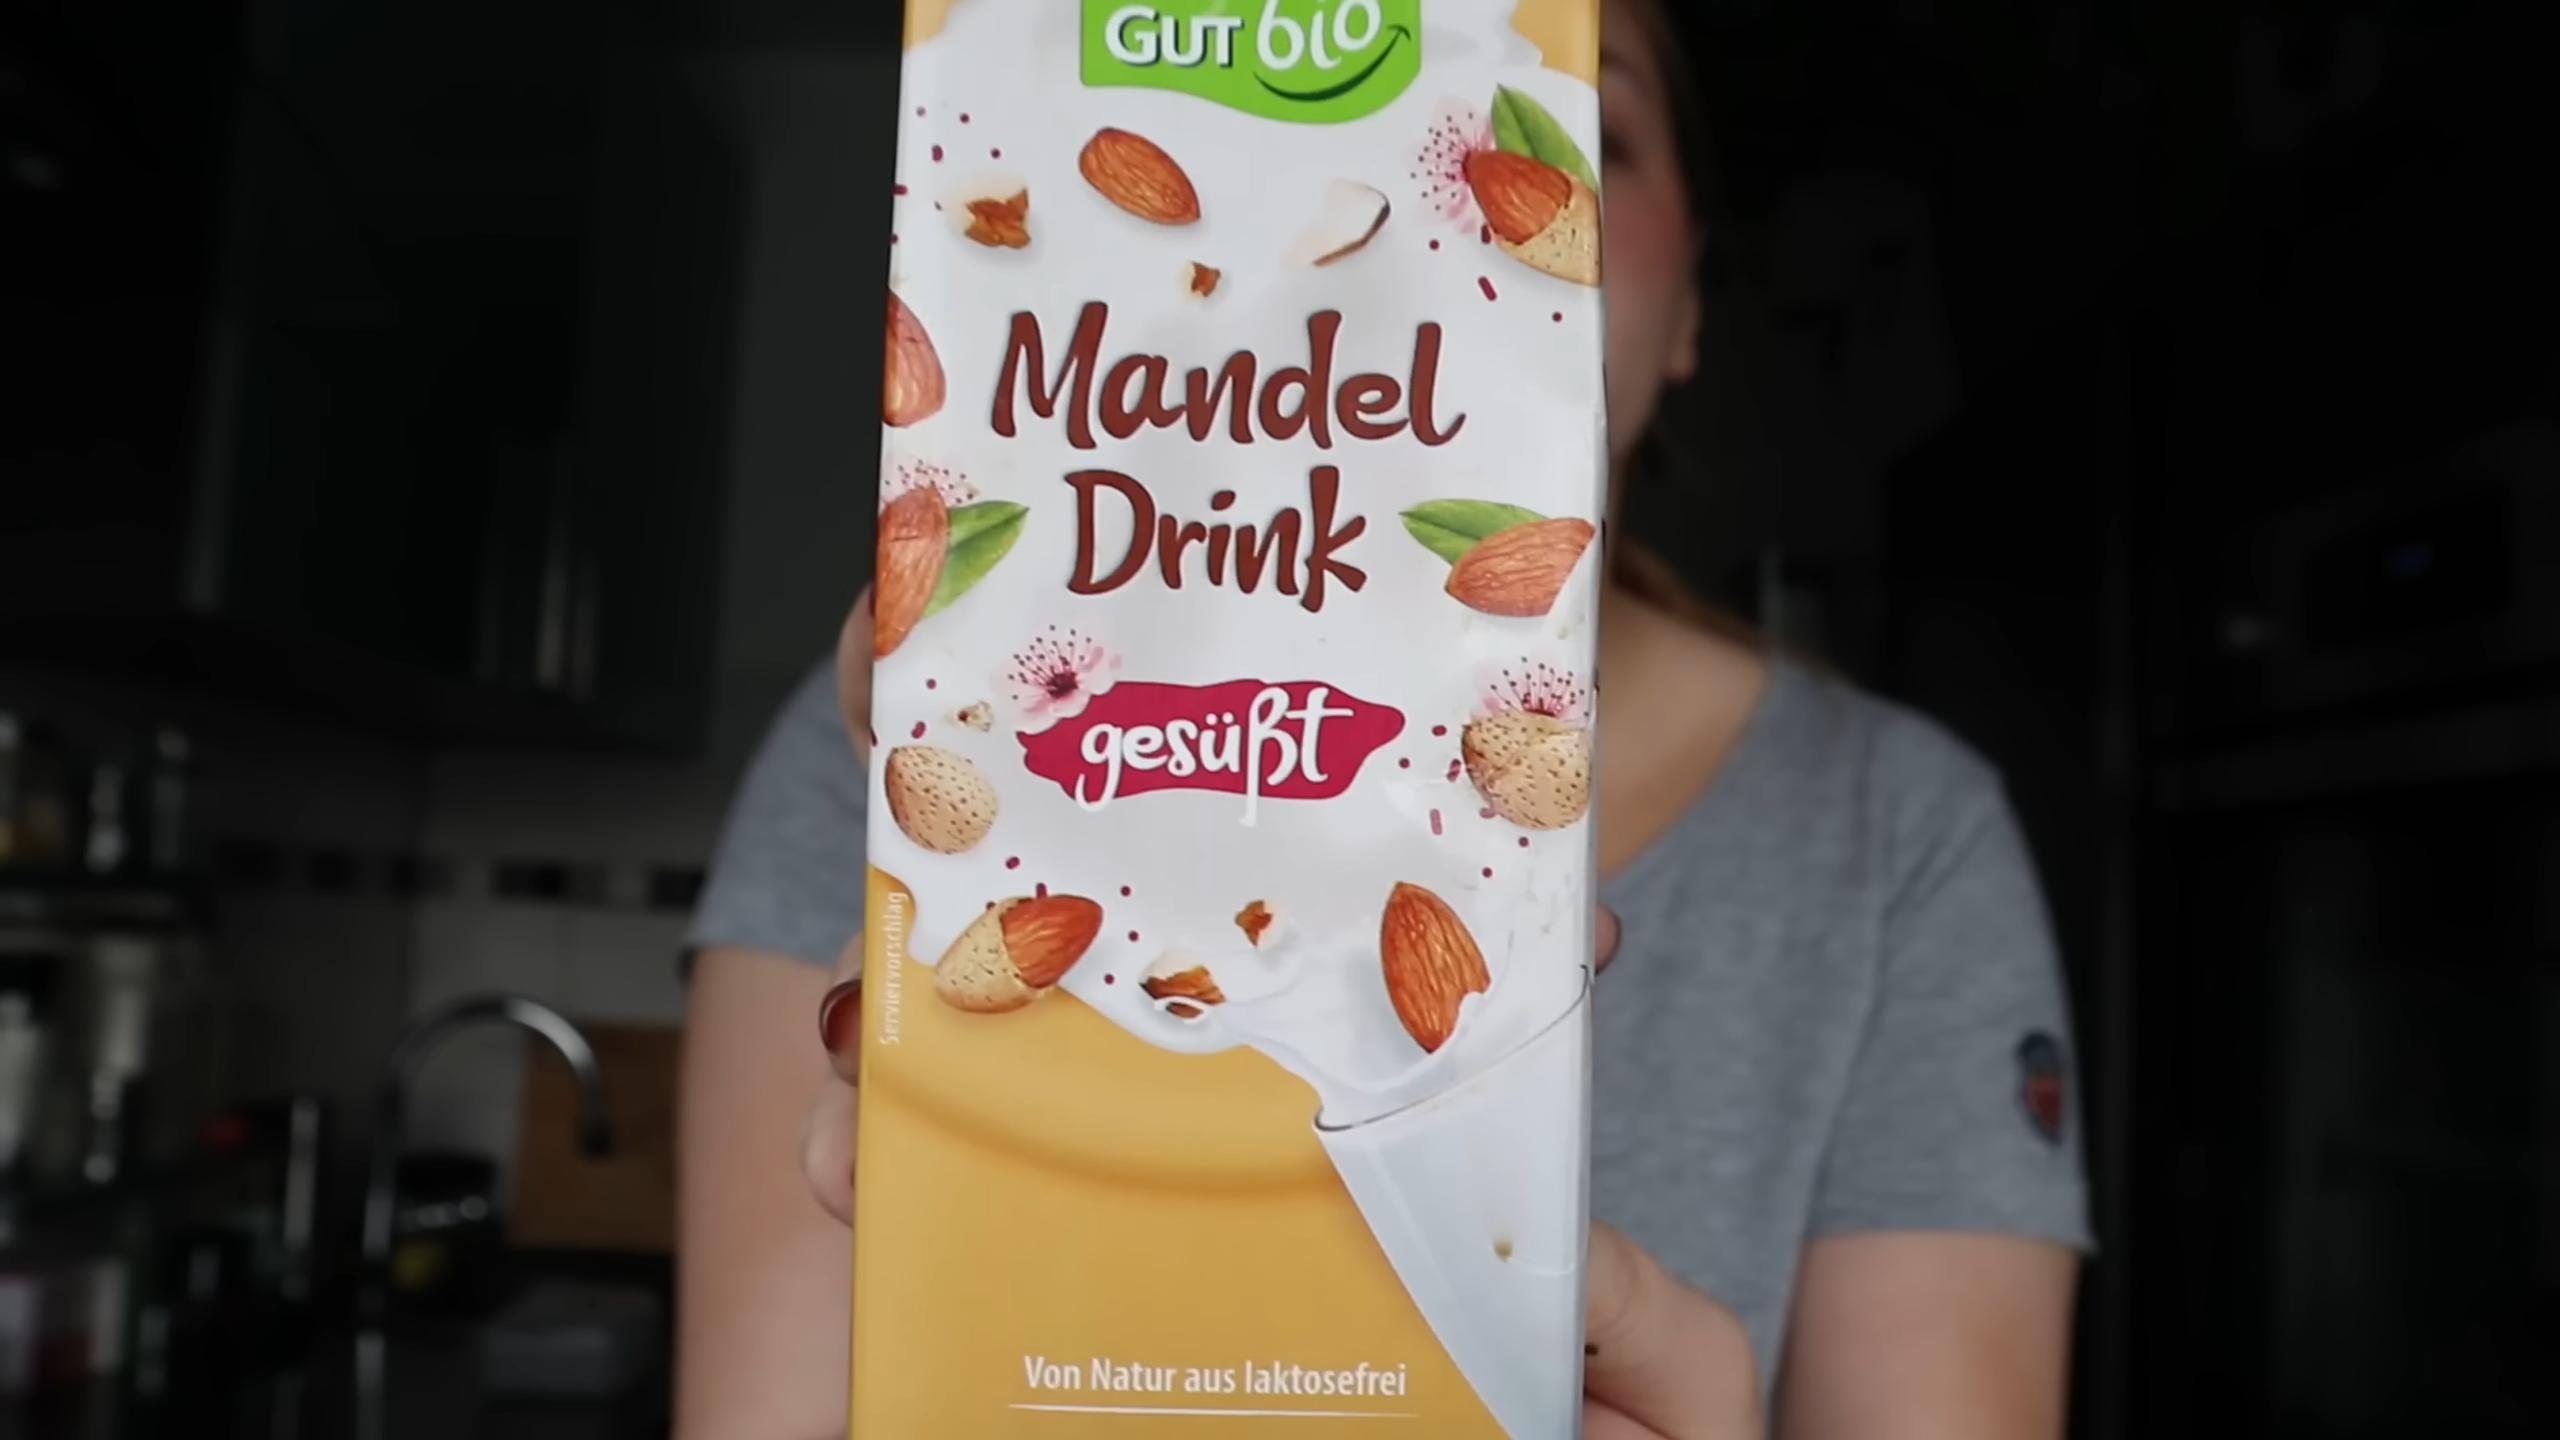 GUT bio
Mandel
Drink
gesüßt
Serviervorschlag
Von Natur aus laktosefrei